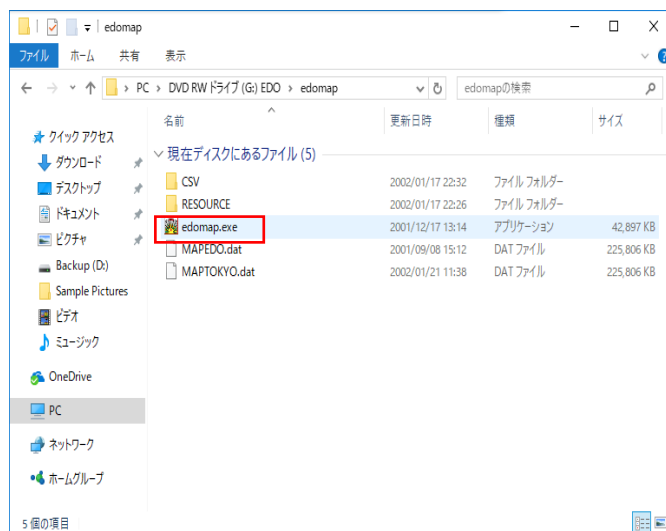 edomap
ファイル ホーム 共有 表示
PC › DVD RW ドライブ (G:) EDO › edomap
edomapの検索
名前 更新日時 種類 サイズ
クイック アクセス
ダウンロード
デスクトップ
ドキュメント
ピクチャ
Backup (D:)
Sample Pictures
ビデオ
ミュージック
OneDrive
PC
ネットワーク
ホームグループ
現在ディスクにあるファイル (5)
CSV 2002/01/17 22:32 ファイル フォルダー
RESOURCE 2002/01/17 22:26 ファイル フォルダー
edomap.exe 2001/12/17 13:14 アプリケーション 42,897 KB
MAPEDO.dat 2001/09/08 15:12 DAT ファイル 225,806 KB
MAPTOKYO.dat 2002/01/21 11:38 DAT ファイル 225,806 KB
5 個の項目